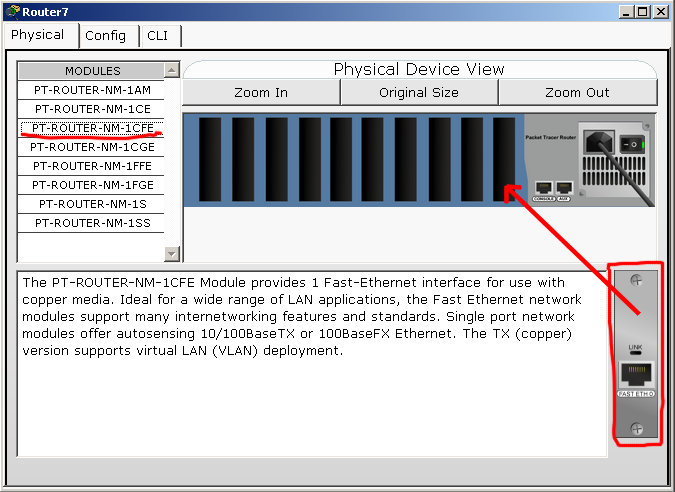 Router7
Physical
Config
CLI
MODULES
PT-ROUTER-NM-1AM
PT-ROUTER-NM-1CE
PT-ROUTER-NM-1CFE
PT-ROUTER-NM-1CGE
PT-ROUTER-NM-1FFE
PT-ROUTER-NM-1FGE
PT-ROUTER-NM-1S
PT-ROUTER-NM-1SS
Physical Device View
Zoom In
Original Size
Zoom Out
Packet Tracer Router
CONSOLE
AUX
The PT-ROUTER-NM-1CFE Module provides 1 Fast-Ethernet interface for use with
copper media. Ideal for a wide range of LAN applications, the Fast Ethernet network
modules support many internetworking features and standards. Single port network
modules offer autosensing 10/100BaseTX or 100BaseFX Ethernet. The TX (copper)
version supports virtual LAN (VLAN) deployment.
LINK
FAST ETH 0